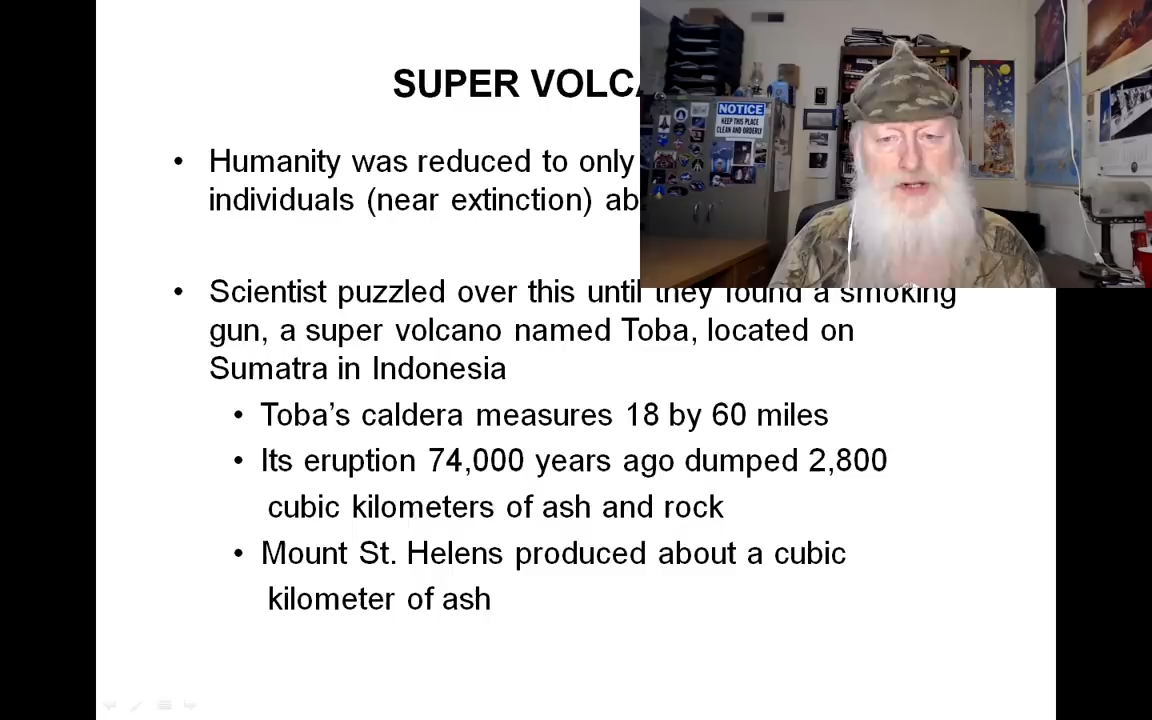 SUPER VOLC
NOTICE
KEEP THIS PLACE
CLEAN AND ORDERLY
• Humanity was reduced to only
individuals (near extinction) ab
• Scientist puzzled over this until they found a smoking
gun, a super volcano named Toba, located on
Sumatra in Indonesia
• Toba’s caldera measures 18 by 60 miles
• Its eruption 74,000 years ago dumped 2,800
cubic kilometers of ash and rock
• Mount St. Helens produced about a cubic
kilometer of ash